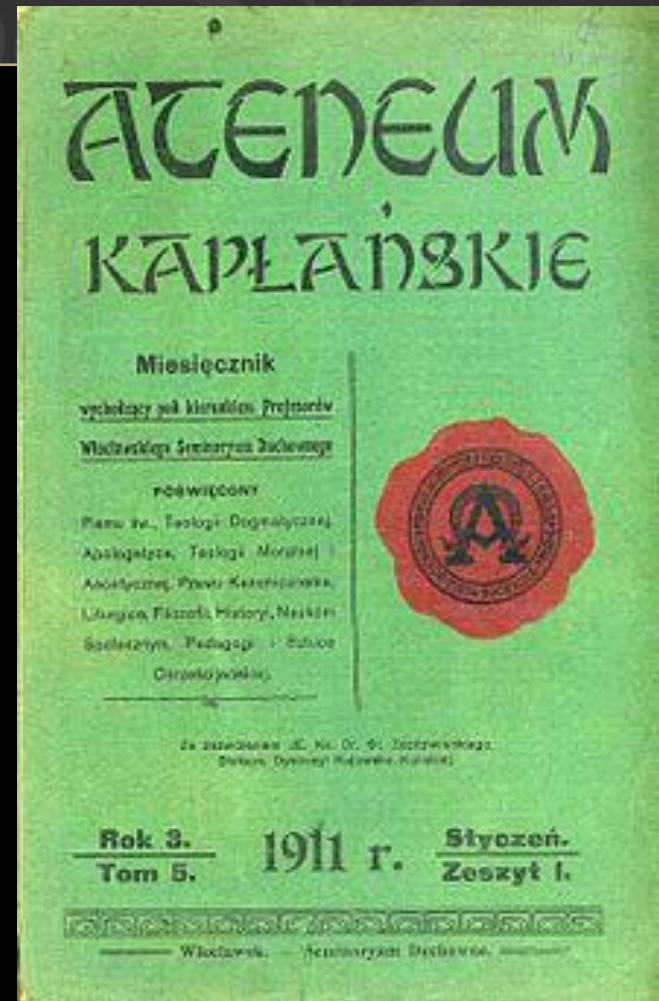 ATENEUM
KAPŁAŃSKIE
Miesięcznik
wychodzący pod kierunkiem Profesorów
Włocławskiego Seminaryum Duchownego
POŚWIĘCONY
Pismu św., Teologii Dogmatycznej,
Apologetyce, Teologii Moralnej i
Ascetycznej, Prawu Kanonicznemu,
Liturgice, Filozofii, Historyi, Naukom
Społecznym, Pedagogii i Sztuce
Chrześcijańskiej.
Rok 3.
Tom 5.
1911 r.
Styczeń.
Zeszyt I.
Włocławek. — Seminaryum Duchowne.